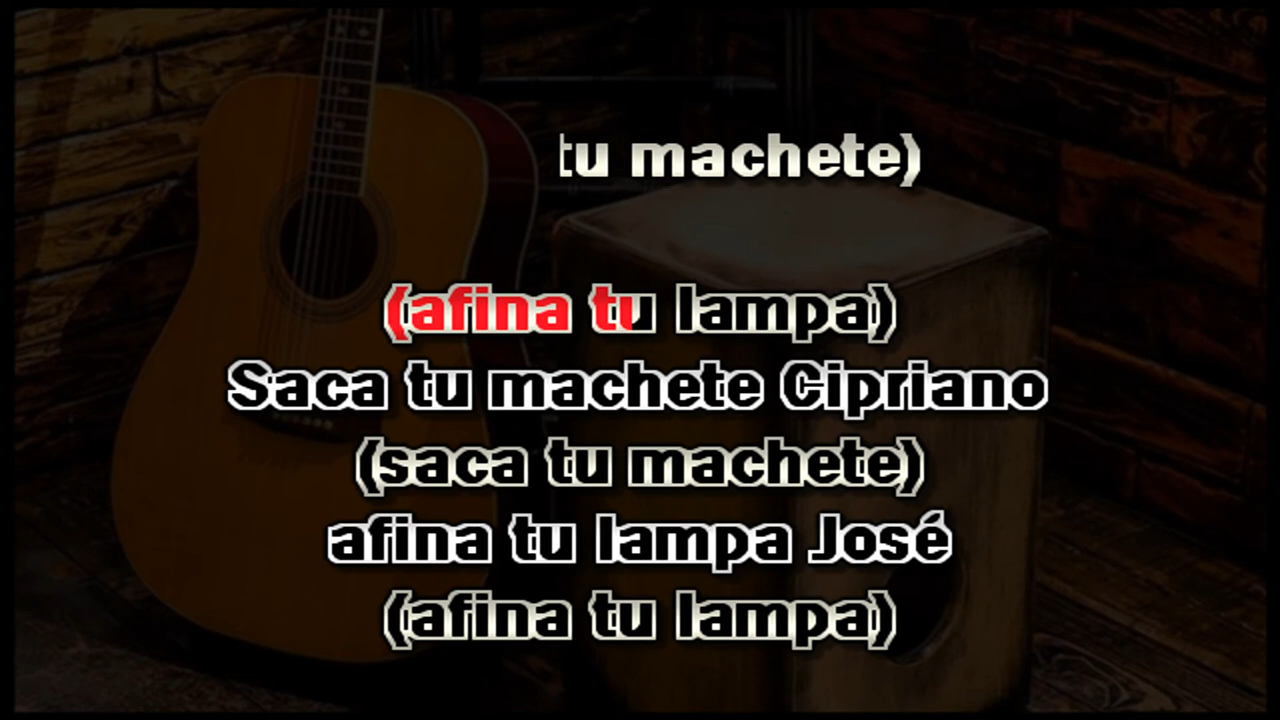 tu machete)
(afina tu lampa)
Saca tu machete Cipriano
(saca tu machete)
afina tu lampa José
(afina tu lampa)